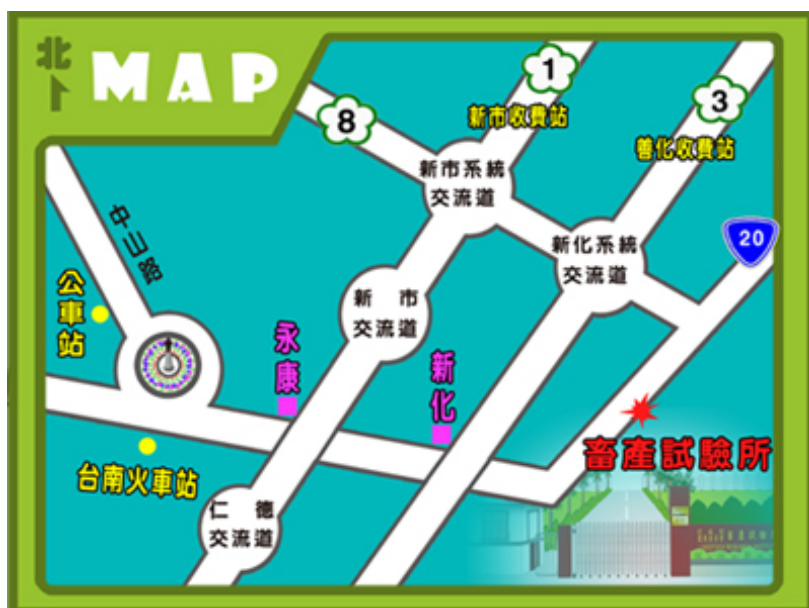 北
MAP
1
8
3
新市收費站
善化收費站
新市系統
交流道
中山路
20
新化系統
交流道
公車站
新市
交流道
永康
新化
畜產試驗所
台南火車站
仁德
交流道